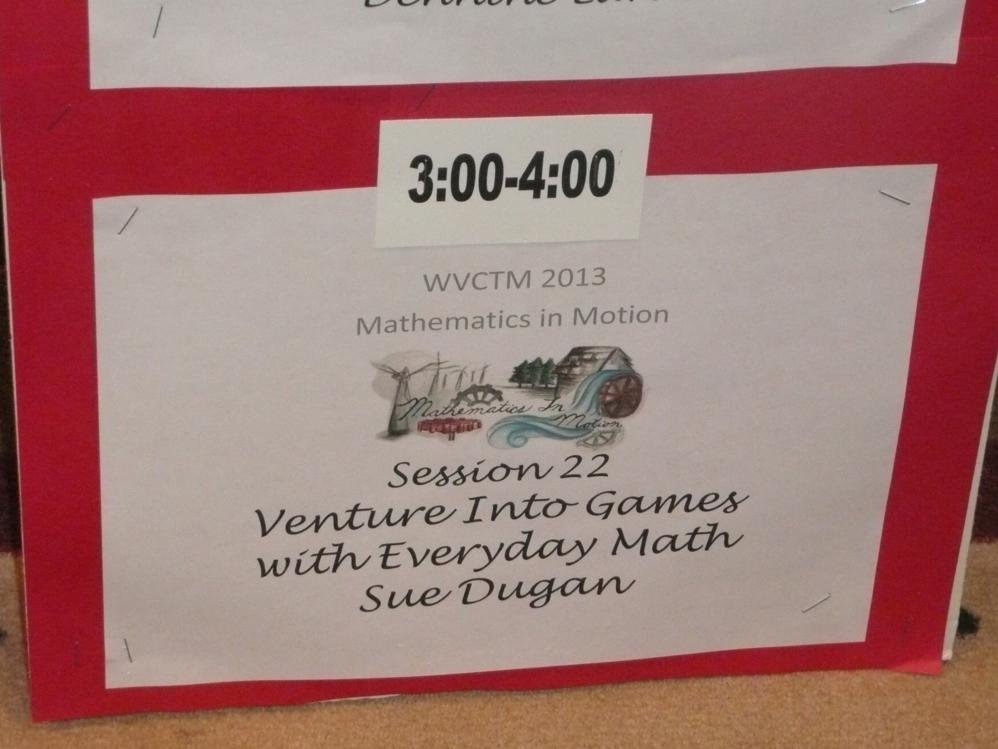 3:00-4:00
WVCTM 2013
Mathematics in Motion
Mathematics In
Motion
Session 22
Venture Into Games
with Everyday Math
Sue Dugan